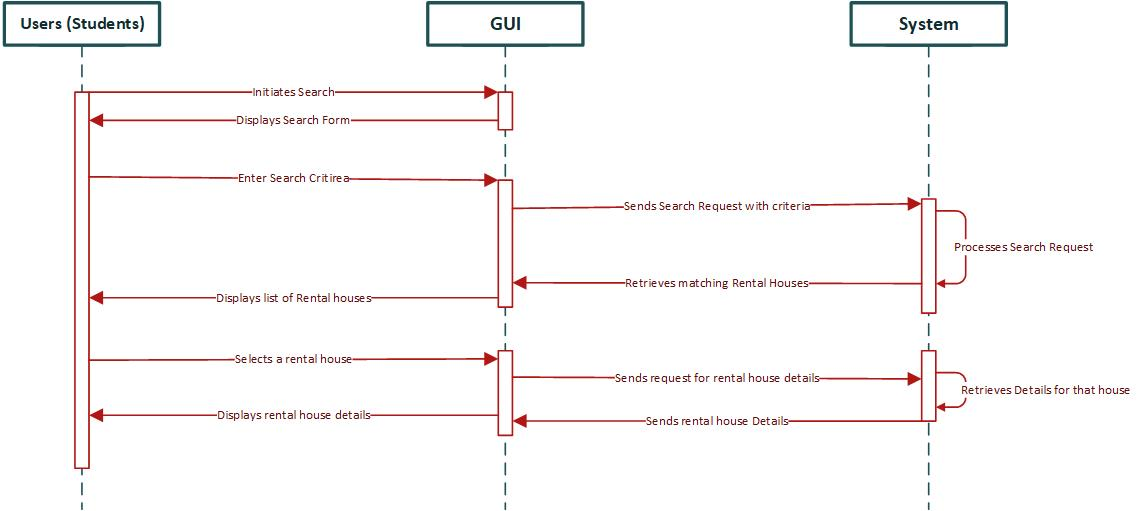 Users (Students)
GUI
System
Initiates Search
Displays Search Form
Enter Search Critirea
Sends Search Request with criteria
Processes Search Request
Retrieves matching Rental Houses
Displays list of Rental houses
Selects a rental house
Sends request for rental house details
Retrieves Details for that house
Displays rental house details
Sends rental house Details